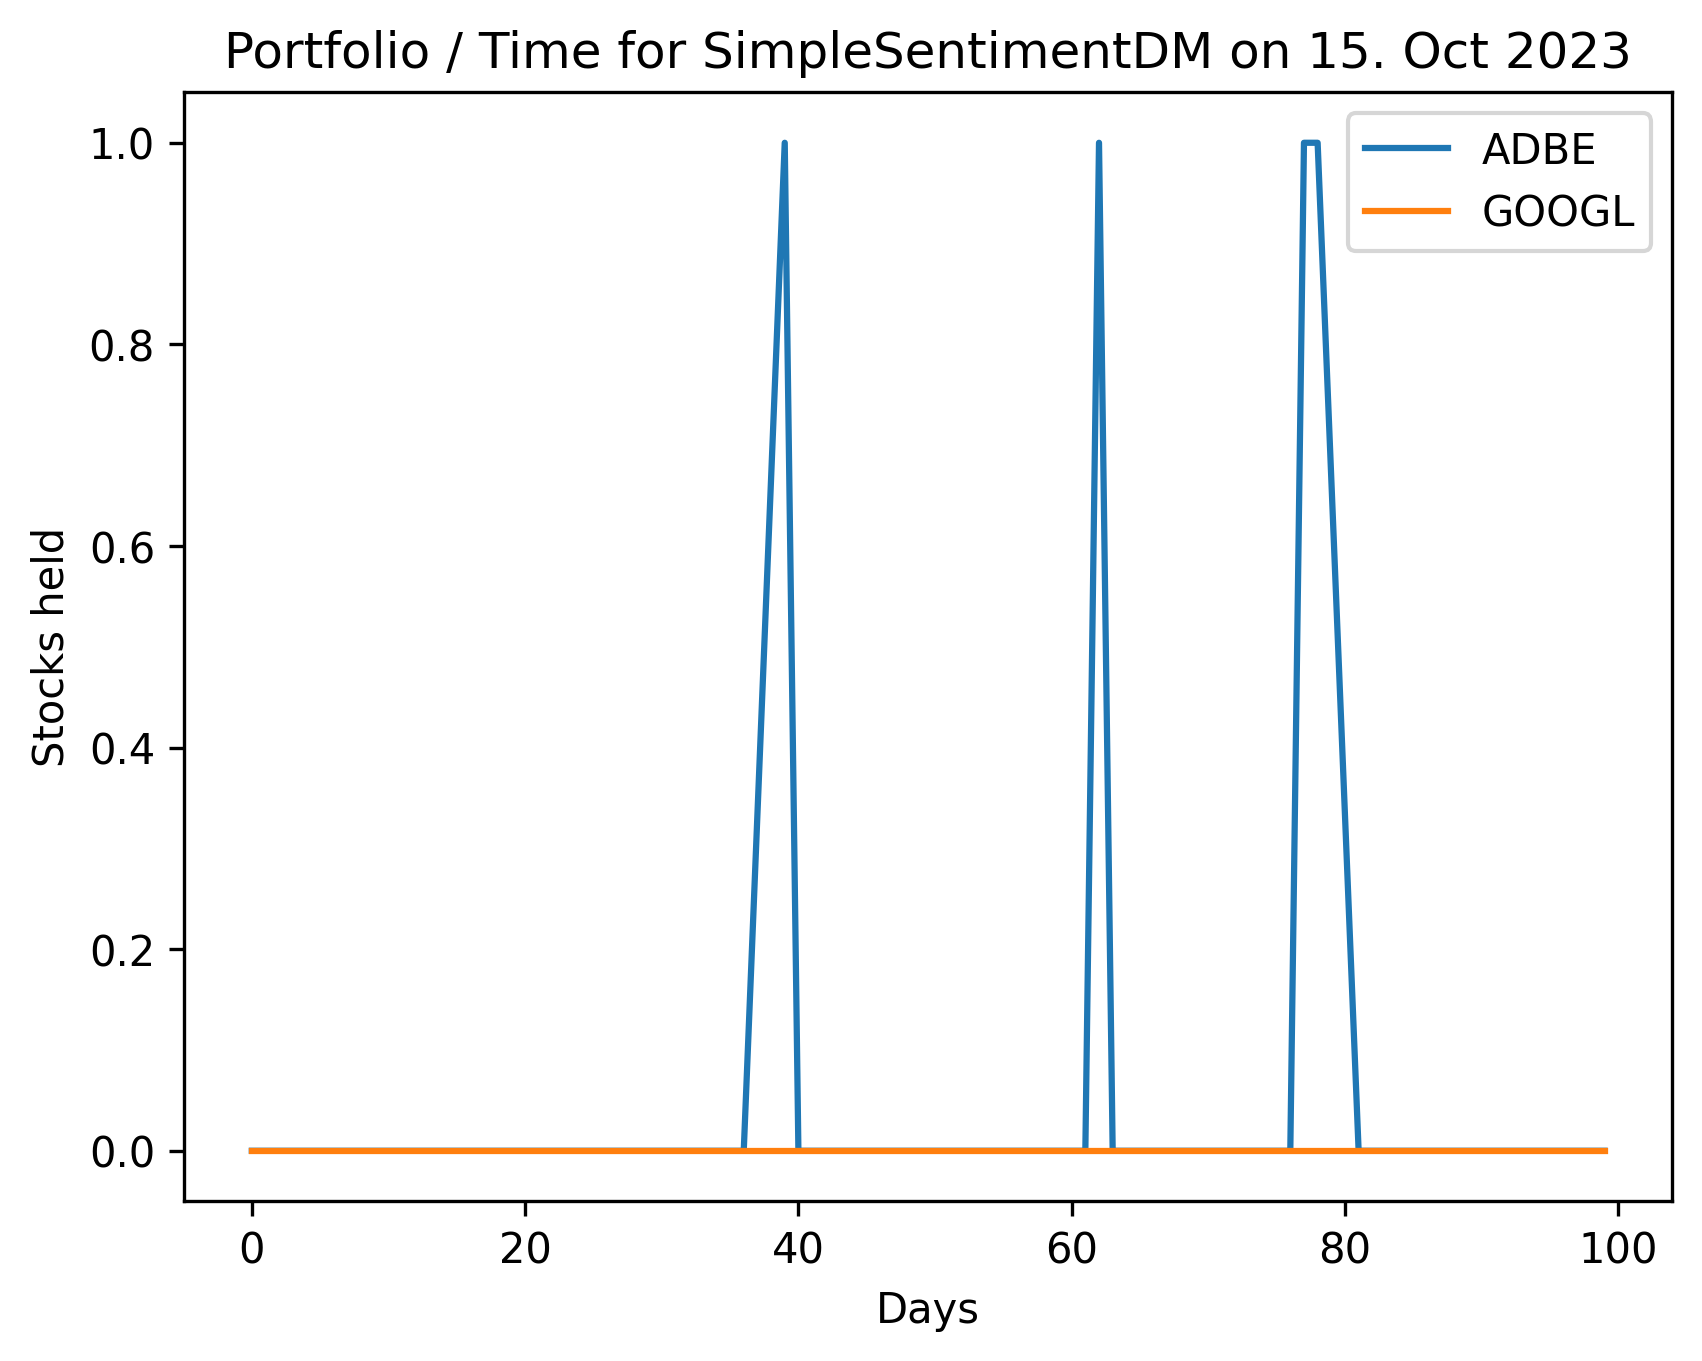 Portfolio / Time for SimpleSentimentDM on 15. Oct 2023
ADBE
GOOGL
1.0
0.8
0.6
0.4
0.2
0.0
Stocks held
0 20 40 60 80 100
Days